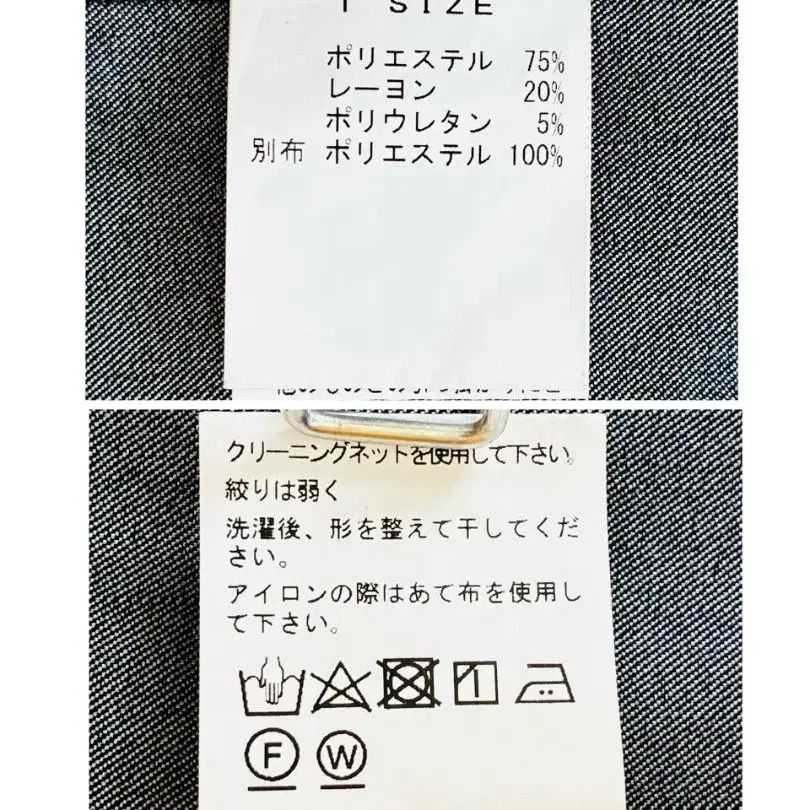 1 SIZE
ポリエステル 75%
レーヨン 20%
ポリウレタン 5%
別布 ポリエステル 100%
クリーニングネットを使用して下さい。
絞りは弱く
洗濯後、形を整えて干してくだ
さい。
アイロンの際はあて布を使用し
て下さい。
F W